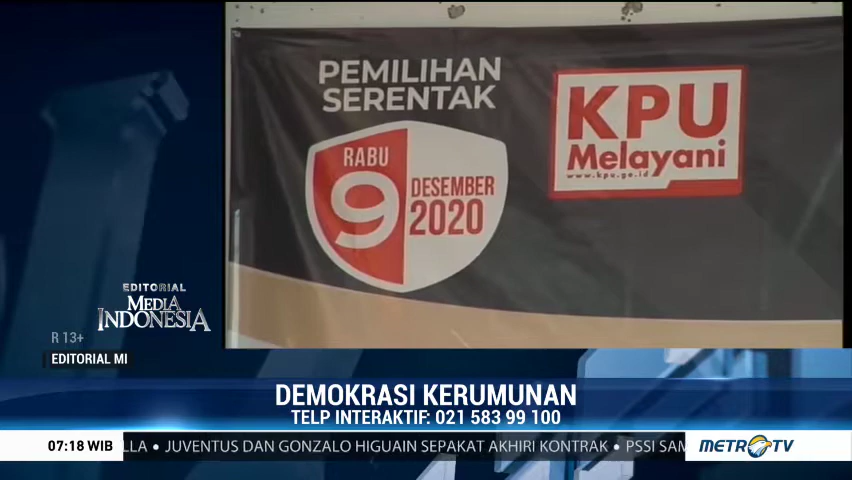 PEMILIHAN
SERENTAK
RABU
9
DESEMBER
2020
KPU
Melayani
www.kpu.go.id
EDITORIAL
MEDIA
INDONESIA
R 13+
EDITORIAL MI
DEMOKRASI KERUMUNAN
TELP INTERAKTIF: 021 583 99 100
07:18 WIB
LLA • JUVENTUS DAN GONZALO HIGUAIN SEPAKAT AKHIRI KONTRAK • PSSI SAM
METRO TV